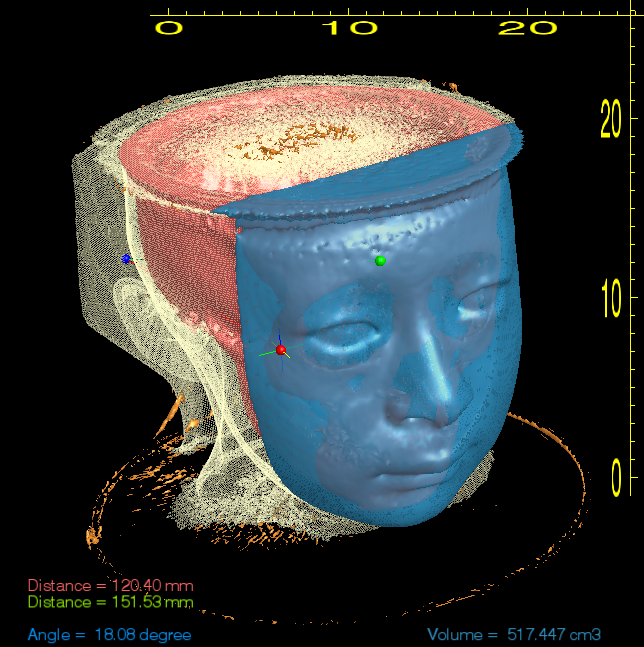 0 10 20
20
10
0
Distance = 120.40 mm
Distance = 151.53 mm
Angle = 18.08 degree
Volume = 517.447 cm3